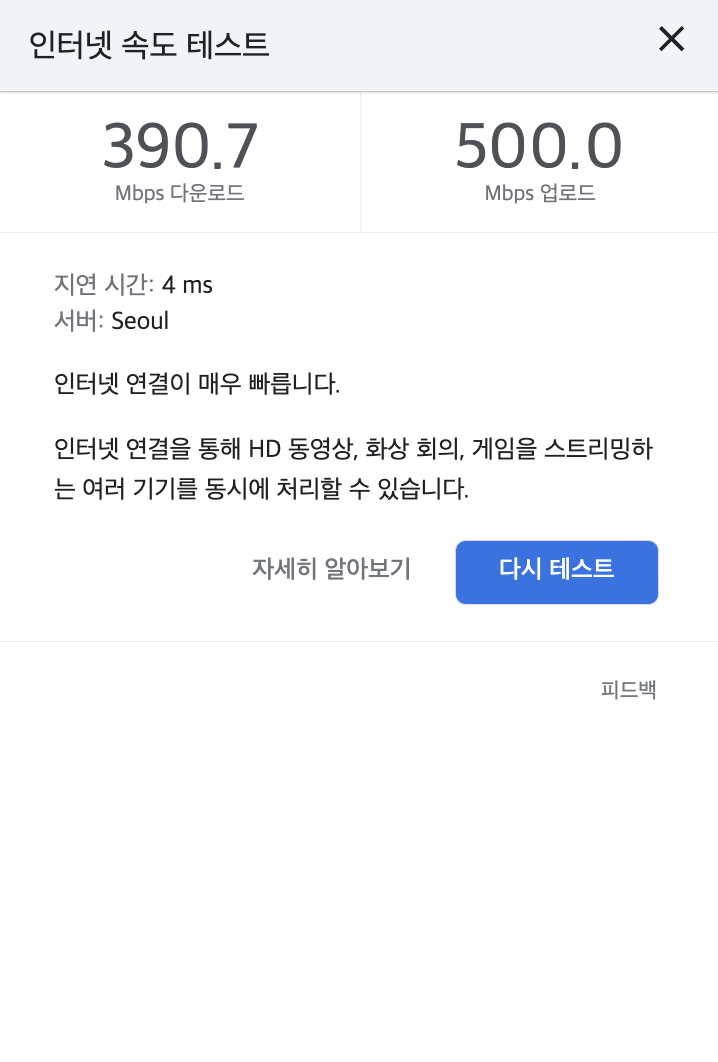 인터넷 속도 테스트
390.7
500.0
Mbps 다운로드
Mbps 업로드
지연 시간: 4 ms
서버: Seoul
인터넷 연결이 매우 빠릅니다.
인터넷 연결을 통해 HD 동영상, 화상 회의, 게임을 스트리밍하
는 여러 기기를 동시에 처리할 수 있습니다.
자세히 알아보기
다시 테스트
피드백